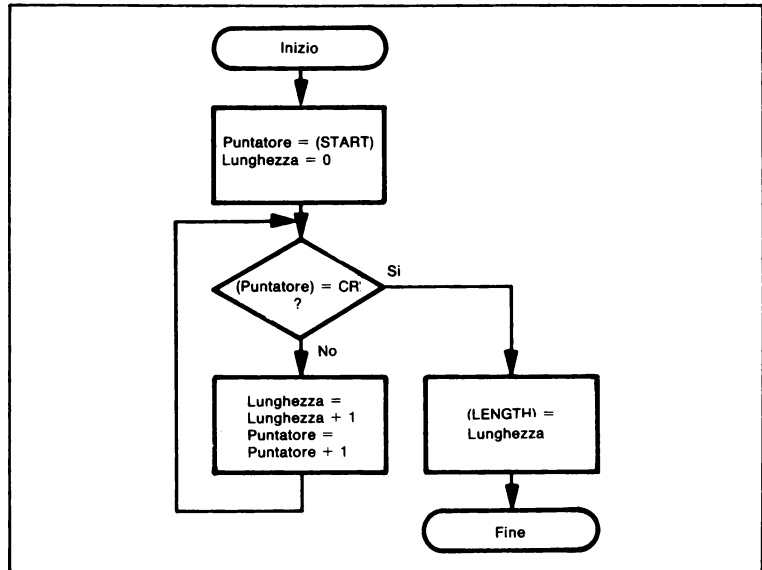 Inizio
Puntatore = (START)
Lunghezza = 0
(Puntatore) = CR'
?
Si
No
Lunghezza =
Lunghezza + 1
Puntatore =
Puntatore + 1
(LENGTH) =
Lunghezza
Fine